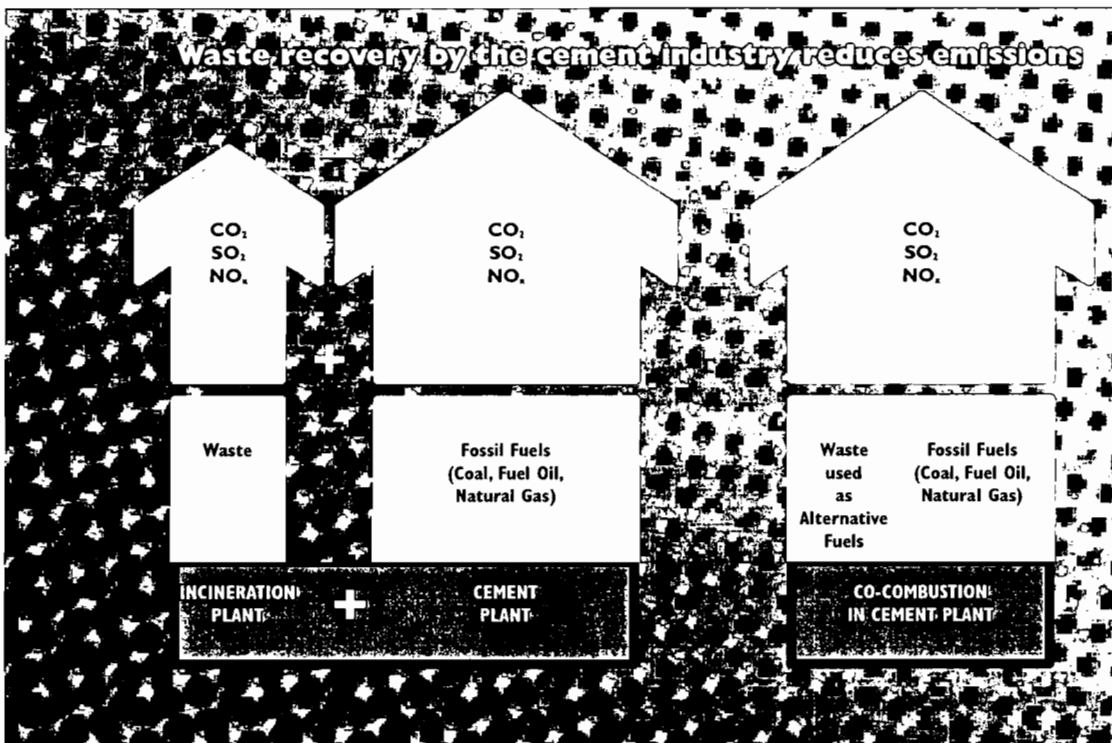 Waste recovery by the cement industry reduces emissions
CO₂
SO₂
NOₓ
CO₂
SO₂
NOₓ
CO₂
SO₂
NOₓ
+
Waste
Fossil Fuels
(Coal, Fuel Oil,
Natural Gas)
Waste
used
as
Alternative
Fuels
Fossil Fuels
(Coal, Fuel Oil,
Natural Gas)
INCINERATION
PLANT
+
CEMENT
PLANT
CO-COMBUSTION
IN CEMENT PLANT